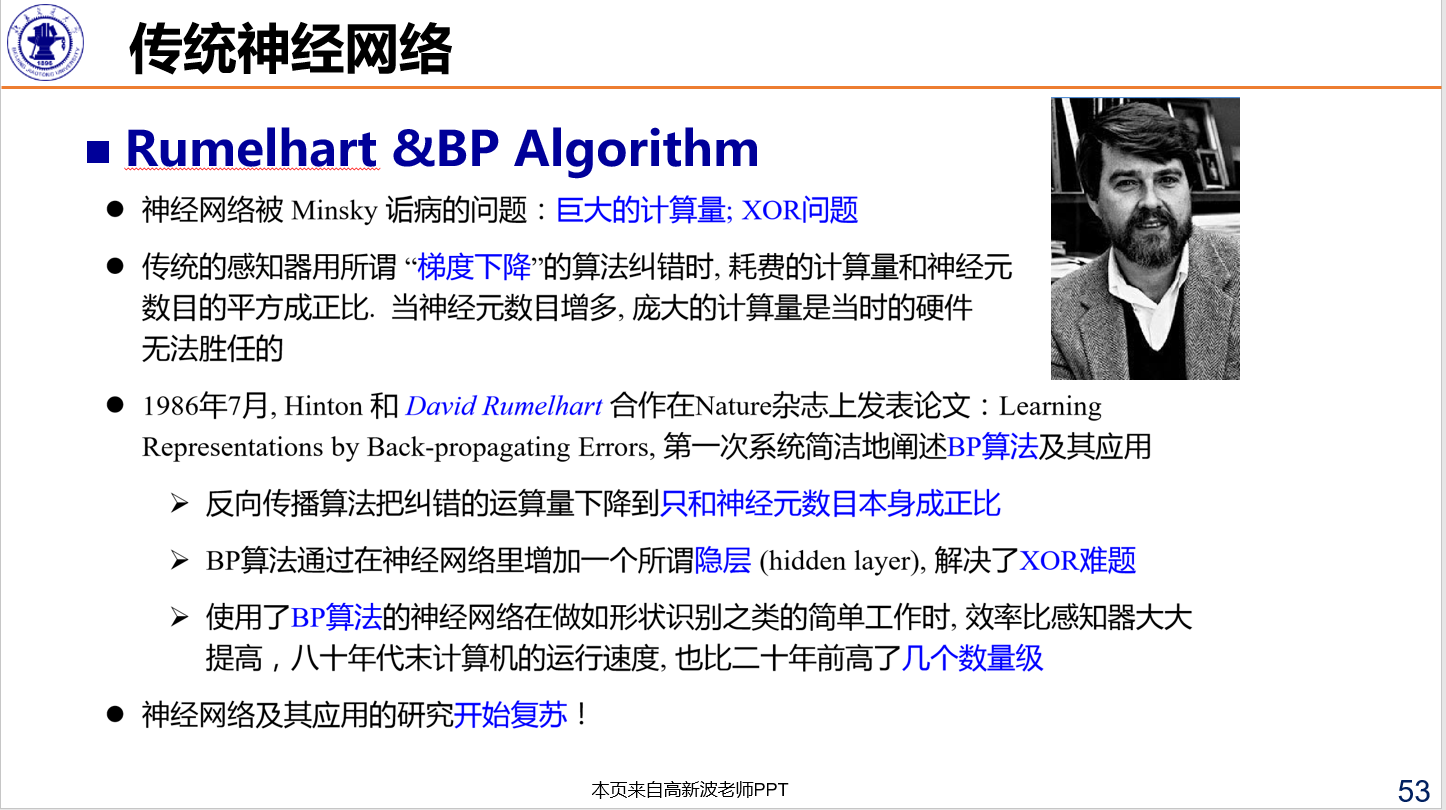 传统神经网络
Rumelhart &BP Algorithm
神经网络被 Minsky 诟病的问题：巨大的计算量; XOR问题
传统的感知器用所谓 “梯度下降”的算法纠错时, 耗费的计算量和神经元
数目的平方成正比. 当神经元数目增多, 庞大的计算量是当时的硬件
无法胜任的
1986年7月, Hinton 和 David Rumelhart 合作在Nature杂志上发表论文：Learning
Representations by Back-propagating Errors, 第一次系统简洁地阐述BP算法及其应用
反向传播算法把纠错的运算量下降到只和神经元数目本身成正比
BP算法通过在神经网络里增加一个所谓隐层 (hidden layer), 解决了XOR难题
使用了BP算法的神经网络在做如形状识别之类的简单工作时, 效率比感知器大大
提高，八十年代末计算机的运行速度, 也比二十年前高了几个数量级
神经网络及其应用的研究开始复苏！
本页来自高新波老师PPT
53
1896
BEIJING JIAOTONG UNIVERSITY